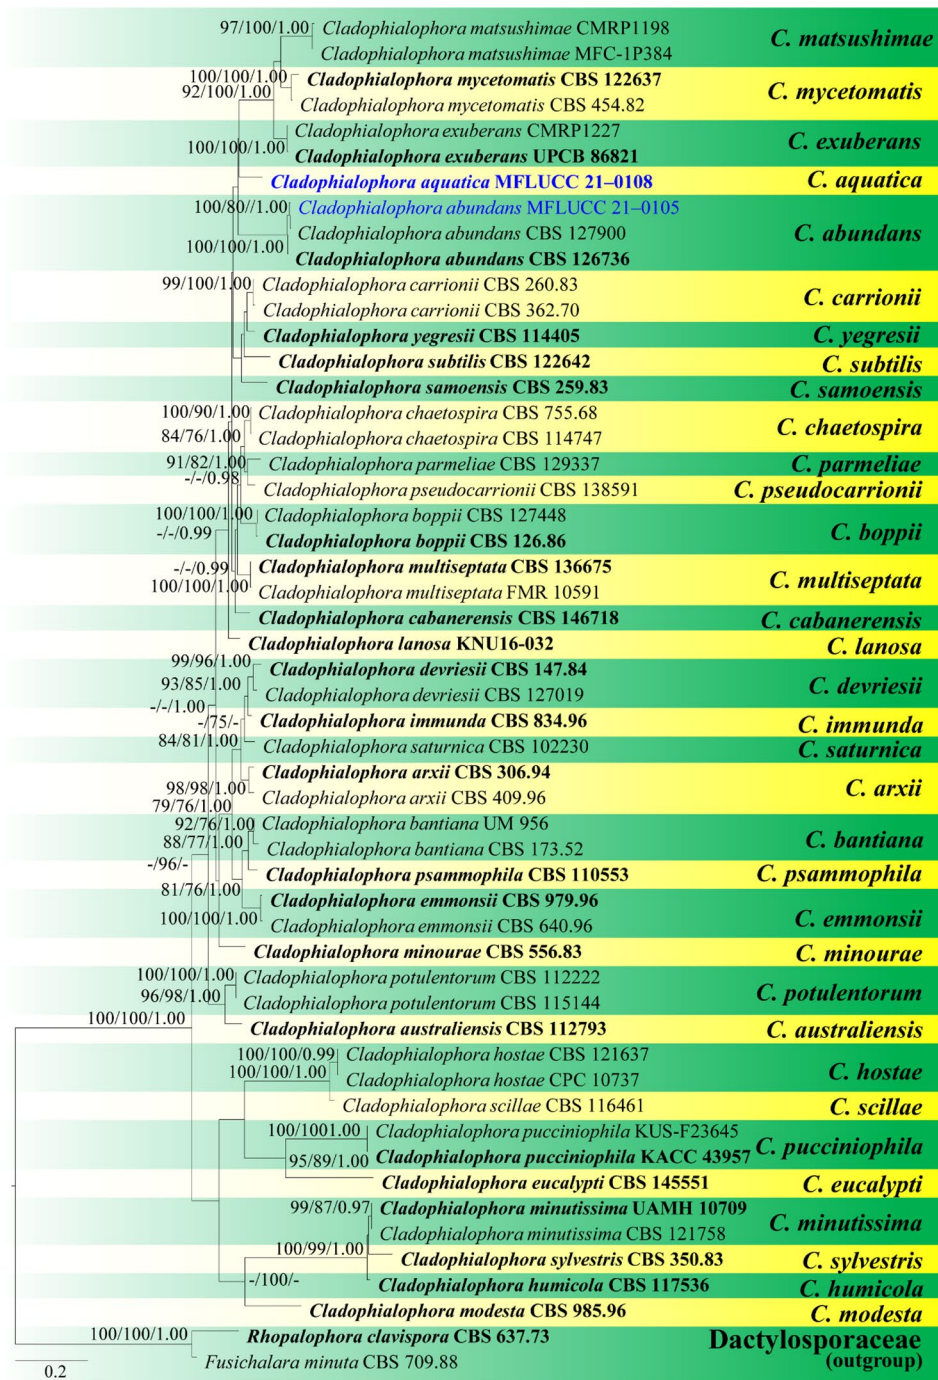 97/100/1.00
Cladophialophora matsushimae CMRP1198
Cladophialophora matsushimae MFC-1P384
C. matsushimae
100/100/1.00
92/100/1.00
Cladophialophora mycetomatis CBS 122637
Cladophialophora mycetomatis CBS 454.82
C. mycetomatis
Cladophialophora exuberans CMRP1227
100/100/1.00
Cladophialophora exuberans UPCB 86821
C. exuberans
Cladophialophora aquatica MFLUCC 21–0108
C. aquatica
100/80//1.00
Cladophialophora abundans MFLUCC 21–0105
Cladophialophora abundans CBS 127900
100/100/1.00
Cladophialophora abundans CBS 126736
C. abundans
99/100/1.00
Cladophialophora carrionii CBS 260.83
Cladophialophora carrionii CBS 362.70
C. carrionii
Cladophialophora yegresii CBS 114405
C. yegresii
Cladophialophora subtilis CBS 122642
C. subtilis
Cladophialophora samoensis CBS 259.83
C. samoensis
100/90/1.00
Cladophialophora chaetospira CBS 755.68
84/76/1.00
Cladophialophora chaetospira CBS 114747
C. chaetospira
91/82/1.00
Cladophialophora parmeliae CBS 129337
C. parmeliae
-/-/0.98
Cladophialophora pseudocarrionii CBS 138591
C. pseudocarrionii
100/100/1.00
Cladophialophora boppii CBS 127448
-/-/0.99
Cladophialophora boppii CBS 126.86
C. boppii
-/-/0.99
Cladophialophora multiseptata CBS 136675
100/100/1.00
Cladophialophora multiseptata FMR 10591
C. multiseptata
Cladophialophora cabanerensis CBS 146718
C. cabanerensis
Cladophialophora lanosa KNU16-032
C. lanosa
99/96/1.00
Cladophialophora devriesii CBS 147.84
93/85/1.00
Cladophialophora devriesii CBS 127019
C. devriesii
-/-/1.00
-/75/-
Cladophialophora immunda CBS 834.96
C. immunda
84/81/1.00
Cladophialophora saturnica CBS 102230
C. saturnica
Cladophialophora arxii CBS 306.94
98/98/1.00
Cladophialophora arxii CBS 409.96
C. arxii
79/76/1.00
92/76/1.00
Cladophialophora bantiana UM 956
88/77/1.00
Cladophialophora bantiana CBS 173.52
C. bantiana
-/96/-
Cladophialophora psammophila CBS 110553
C. psammophila
81/76/1.00
Cladophialophora emmonsii CBS 979.96
100/100/1.00
Cladophialophora emmonsii CBS 640.96
C. emmonsii
Cladophialophora minourae CBS 556.83
C. minourae
100/100/1.00
Cladophialophora potulentorum CBS 112222
96/98/1.00
Cladophialophora potulentorum CBS 115144
C. potulentorum
100/100/1.00
Cladophialophora australiensis CBS 112793
C. australiensis
100/100/0.99
Cladophialophora hostae CBS 121637
100/100/1.00
Cladophialophora hostae CPC 10737
C. hostae
Cladophialophora scillae CBS 116461
C. scillae
100/1001.00
Cladophialophora pucciniophila KUS-F23645
95/89/1.00
Cladophialophora pucciniophila KACC 43957
C. pucciniophila
Cladophialophora eucalypti CBS 145551
C. eucalypti
99/87/0.97
Cladophialophora minutissima UAMH 10709
Cladophialophora minutissima CBS 121758
C. minutissima
100/99/1.00
Cladophialophora sylvestris CBS 350.83
C. sylvestris
-/100/-
Cladophialophora humicola CBS 117536
C. humicola
Cladophialophora modesta CBS 985.96
C. modesta
100/100/1.00
Rhopalophora clavispora CBS 637.73
Fusichalara minuta CBS 709.88
Dactylosporaceae
(outgroup)
0.2